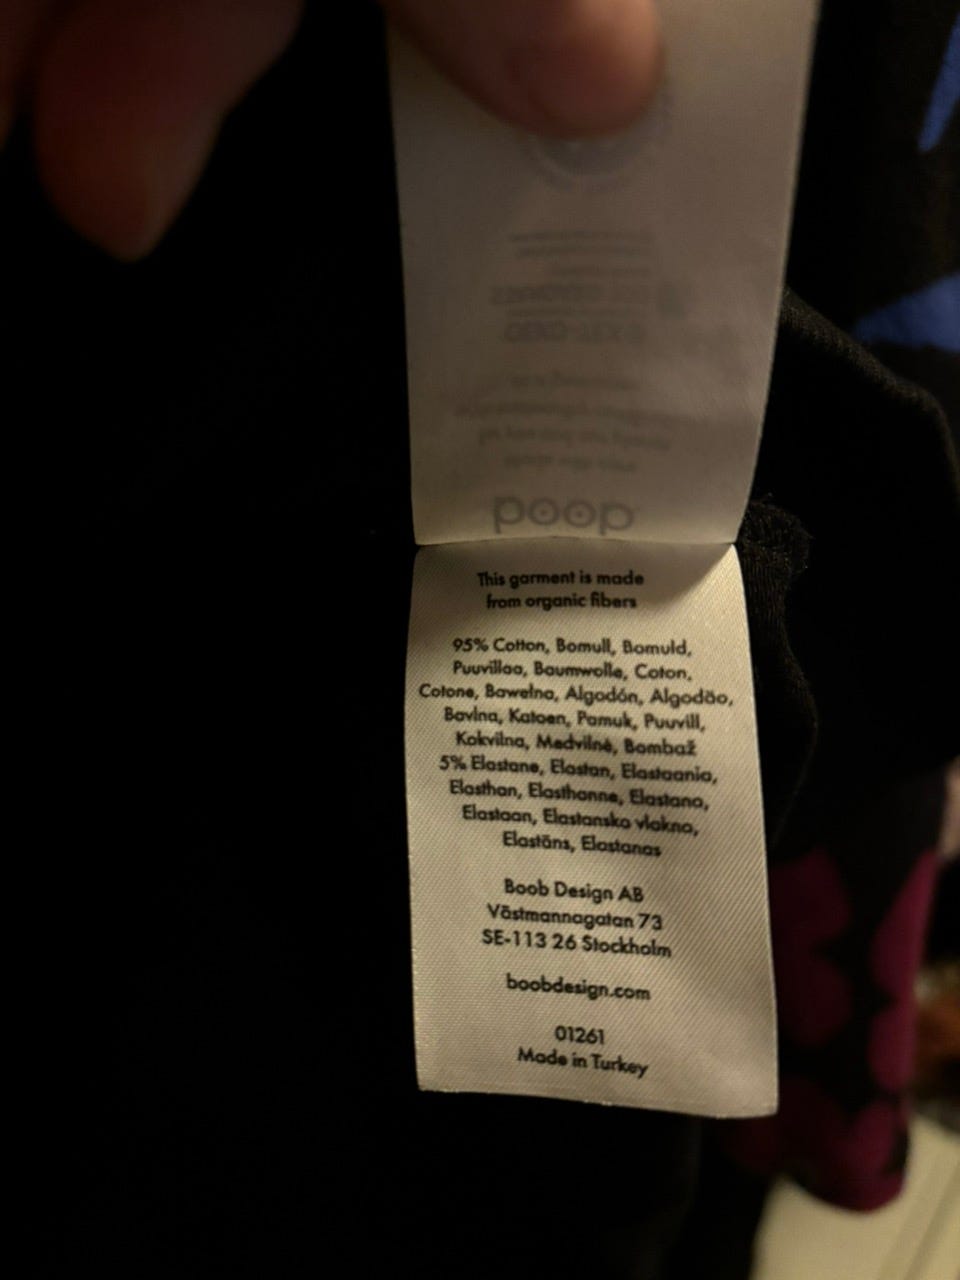 This garment is made
from organic fibers
95% Cotton, Bomull, Bomuld,
Puuvillaa, Baumwolle, Coton,
Cotone, Bawełna, Algodón, Algodão,
Bavlna, Katoen, Pamuk, Puuvill,
Kokvilna, Medvilnė, Bombaž
5% Elastane, Elastan, Elastaania,
Elasthan, Elasthanne, Elastano,
Elastaan, Elastansko vlakno,
Elastāns, Elastanas
Boob Design AB
Västmannagatan 73
SE-113 26 Stockholm
boobdesign.com
01261
Made in Turkey